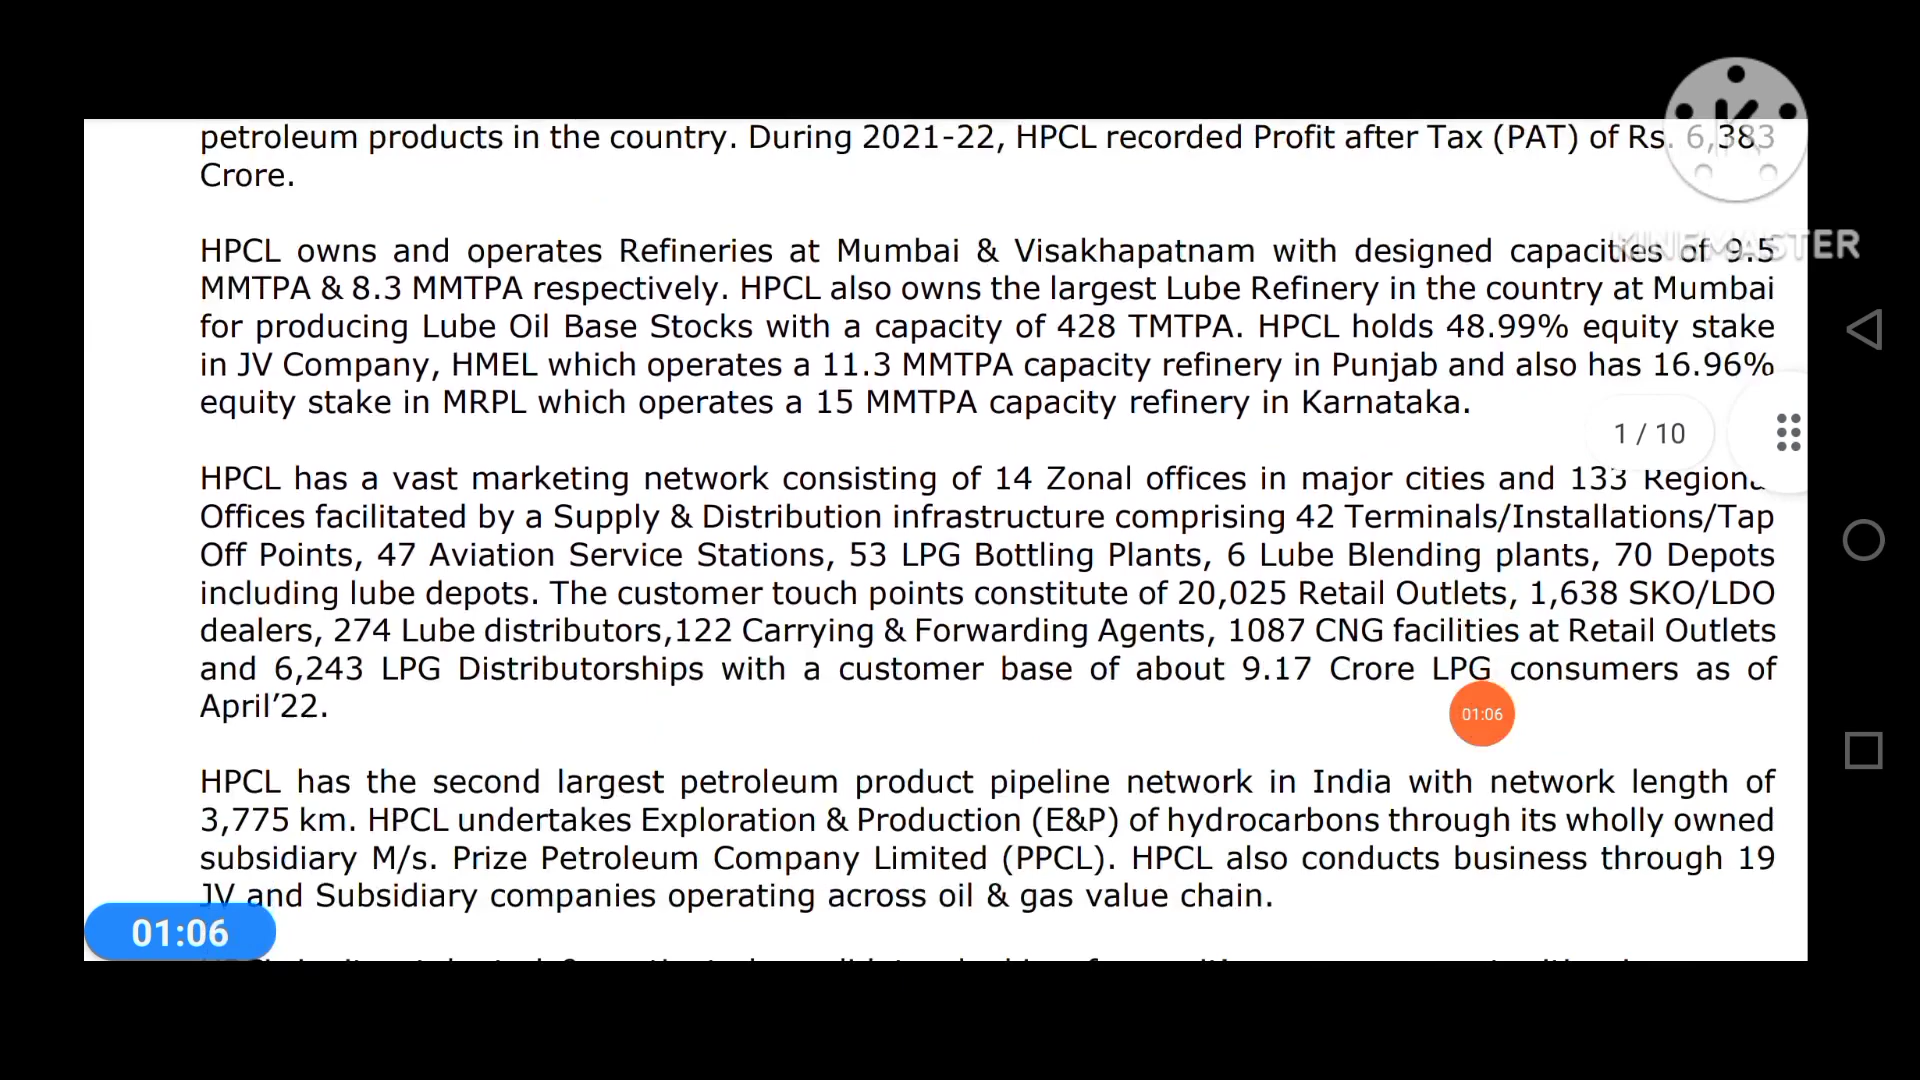 petroleum products in the country. During 2021-22, HPCL recorded Profit after Tax (PAT) of Rs. 6,383
Crore.
HPCL owns and operates Refineries at Mumbai & Visakhapatnam with designed capacities of 9.5
KINEMASTER
MMTPA & 8.3 MMTPA respectively. HPCL also owns the largest Lube Refinery in the country at Mumbai
for producing Lube Oil Base Stocks with a capacity of 428 TMTPA. HPCL holds 48.99% equity stake
in JV Company, HMEL which operates a 11.3 MMTPA capacity refinery in Punjab and also has 16.96%
equity stake in MRPL which operates a 15 MMTPA capacity refinery in Karnataka.
1 / 10
HPCL has a vast marketing network consisting of 14 Zonal offices in major cities and 133 Regional
Offices facilitated by a Supply & Distribution infrastructure comprising 42 Terminals/Installations/Tap
Off Points, 47 Aviation Service Stations, 53 LPG Bottling Plants, 6 Lube Blending plants, 70 Depots
including lube depots. The customer touch points constitute of 20,025 Retail Outlets, 1,638 SKO/LDO
dealers, 274 Lube distributors,122 Carrying & Forwarding Agents, 1087 CNG facilities at Retail Outlets
and 6,243 LPG Distributorships with a customer base of about 9.17 Crore LPG consumers as of
April’22.
01:06
HPCL has the second largest petroleum product pipeline network in India with network length of
3,775 km. HPCL undertakes Exploration & Production (E&P) of hydrocarbons through its wholly owned
subsidiary M/s. Prize Petroleum Company Limited (PPCL). HPCL also conducts business through 19
JV and Subsidiary companies operating across oil & gas value chain.
01:06